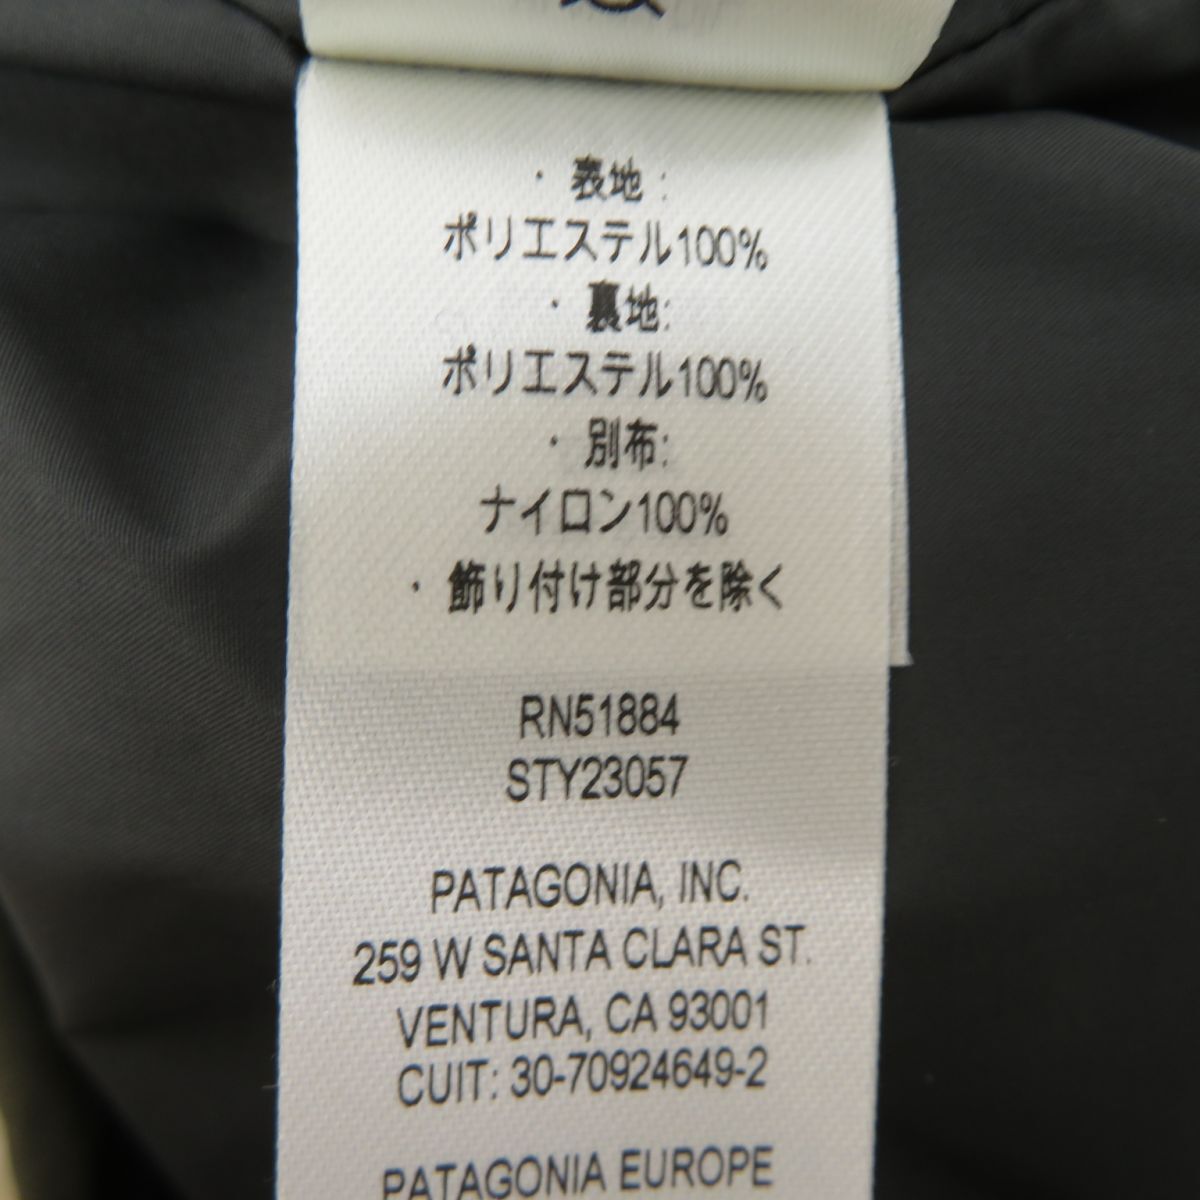 ・ 表地 :
ポリエステル100%
・ 裏地:
ポリエステル100%
・ 別布:
ナイロン100%
・ 飾り付け部分を除く
RN51884
STY23057
PATAGONIA, INC.
259 W SANTA CLARA ST.
VENTURA, CA 93001
CUIT: 30-70924649-2
PATAGONIA EUROPE